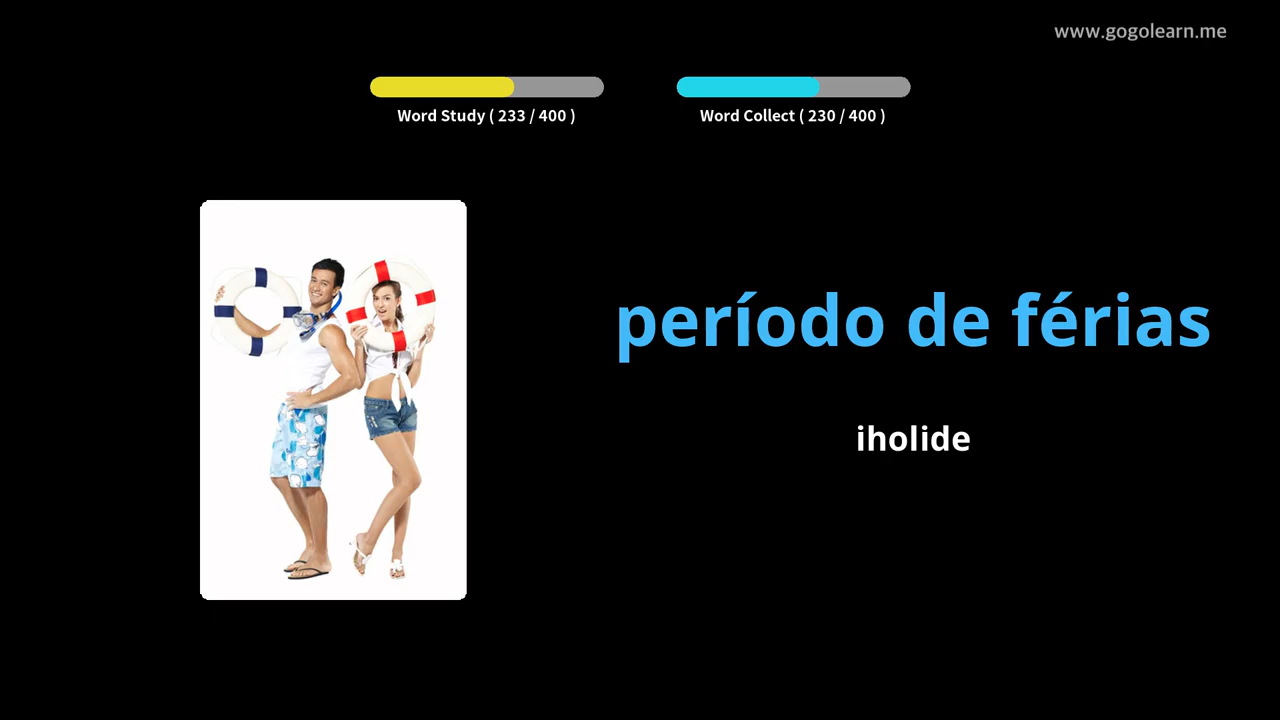 www.gogolearn.me
Word Study ( 233 / 400 )
Word Collect ( 230 / 400 )
período de férias
iholide